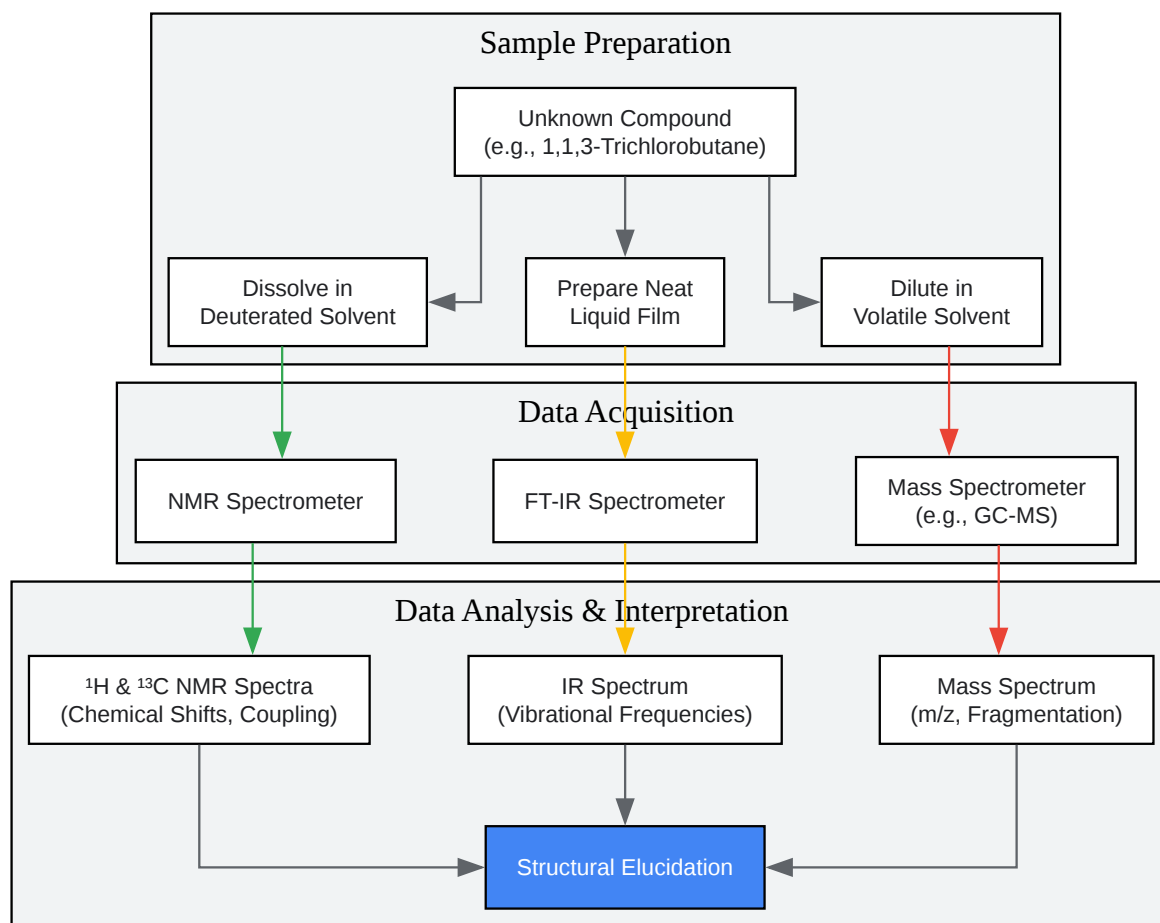 Sample Preparation
Unknown Compound
(e.g., 1,1,3-Trichlorobutane)
Dissolve in
Deuterated Solvent
Prepare Neat
Liquid Film
Dilute in
Volatile Solvent
Data Acquisition
NMR Spectrometer
FT-IR Spectrometer
Mass Spectrometer
(e.g., GC-MS)
Data Analysis & Interpretation
¹H & ¹³C NMR Spectra
(Chemical Shifts, Coupling)
IR Spectrum
(Vibrational Frequencies)
Mass Spectrum
(m/z, Fragmentation)
Structural Elucidation